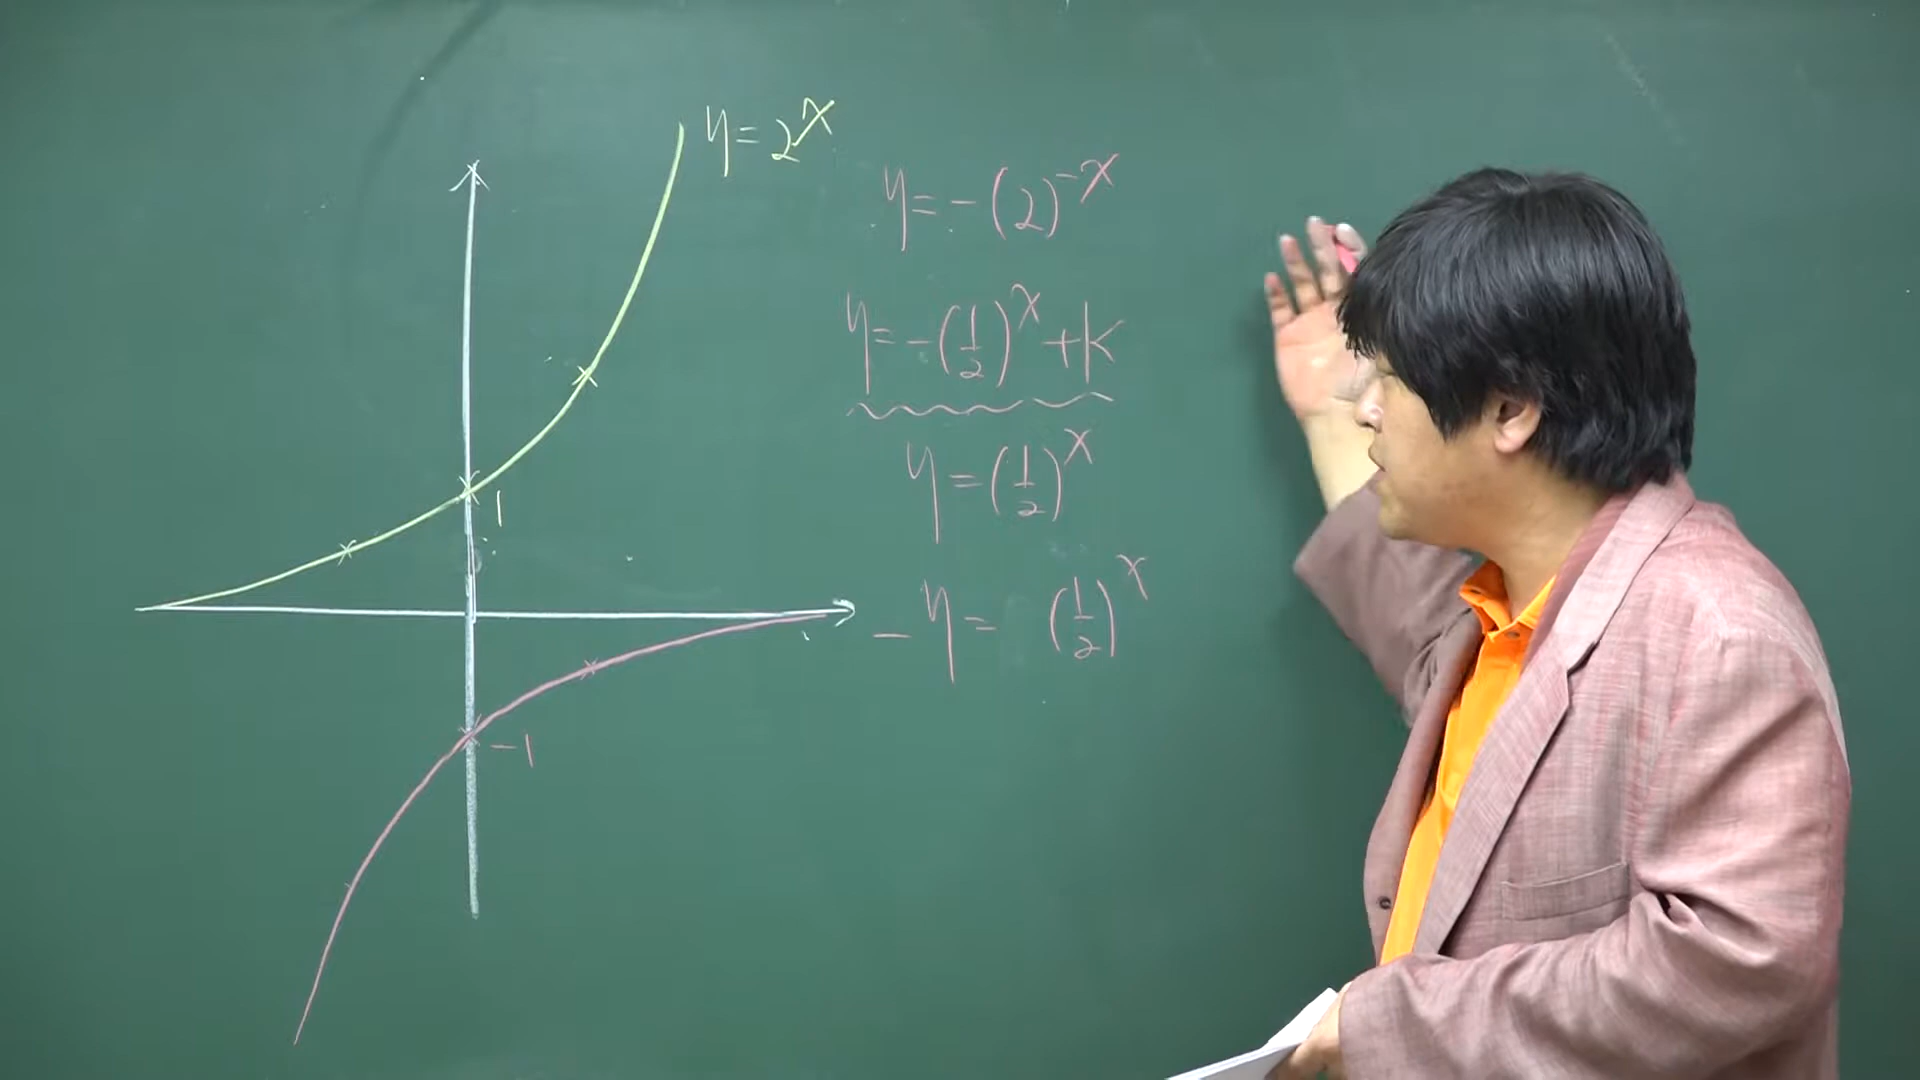 y=2^x
y=-(2)^{-x}
y=-(1/2)^x+k
y=(1/2)^x
-y=(1/2)^x
1
-1